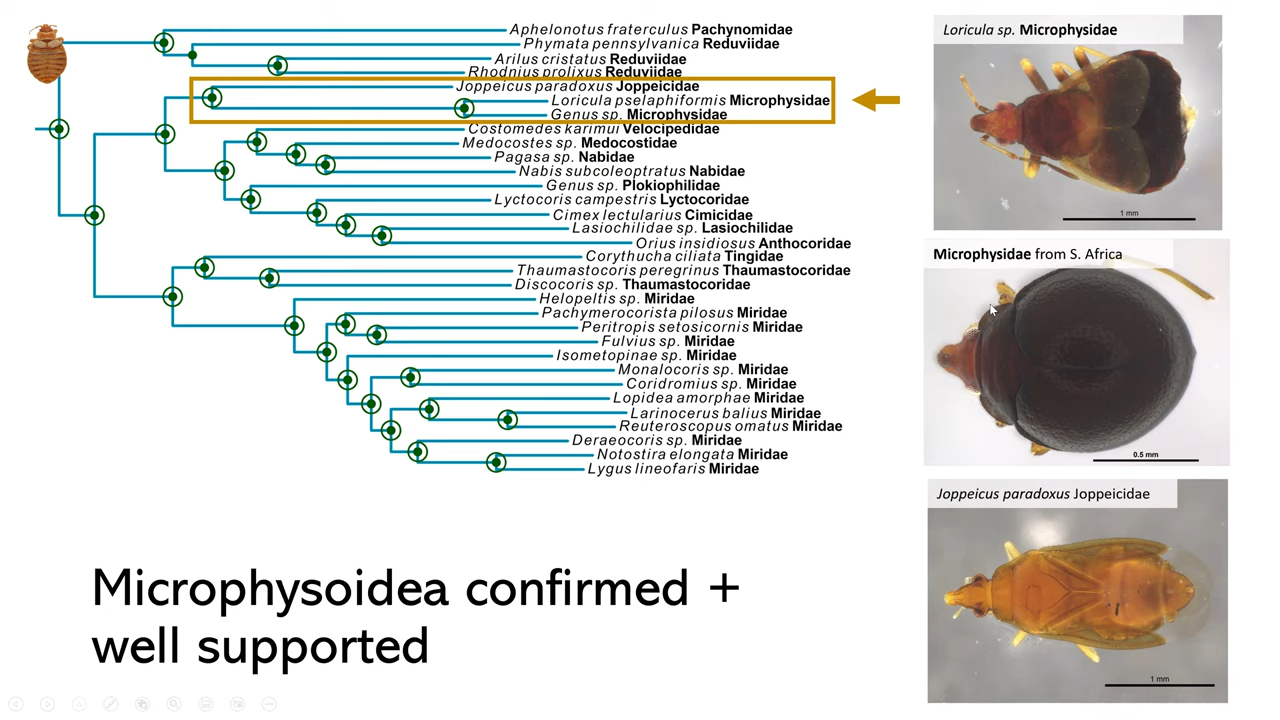 Aphelonotus fraterculus Pachynomidae
Phymata pennsylvanica Reduviidae
Arilus cristatus Reduviidae
Rhodnius prolixus Reduviidae
Joppeicus paradoxus Joppeicidae
Loricula pselaphiformis Microphysidae
Genus sp. Microphysidae
Costomedes karimui Velocipedidae
Medocostes sp. Medocostidae
Pagasa sp. Nabidae
Nabis subcoleoptratus Nabidae
Genus sp. Plokiophilidae
Lyctocoris campestris Lyctocoridae
Cimex lectularius Cimicidae
Lasiochilidae sp. Lasiochilidae
Orius insidiosus Anthocoridae
Corythucha ciliata Tingidae
Thaumastocoris peregrinus Thaumastocoridae
Discocoris sp. Thaumastocoridae
Helopeltis sp. Miridae
Pachymerocorista pilosus Miridae
Peritropis setosicornis Miridae
Fulvius sp. Miridae
Isometopinae sp. Miridae
Monalocoris sp. Miridae
Coridromius sp. Miridae
Lopidea amorphae Miridae
Larinocerus balius Miridae
Reuteroscopus omatus Miridae
Deraeocoris sp. Miridae
Notostira elongata Miridae
Lygus lineofaris Miridae
Microphysoidea confirmed +
well supported
Loricula sp. Microphysidae
1 mm
Microphysidae from S. Africa
0.5 mm
Joppeicus paradoxus Joppeicidae
1 mm